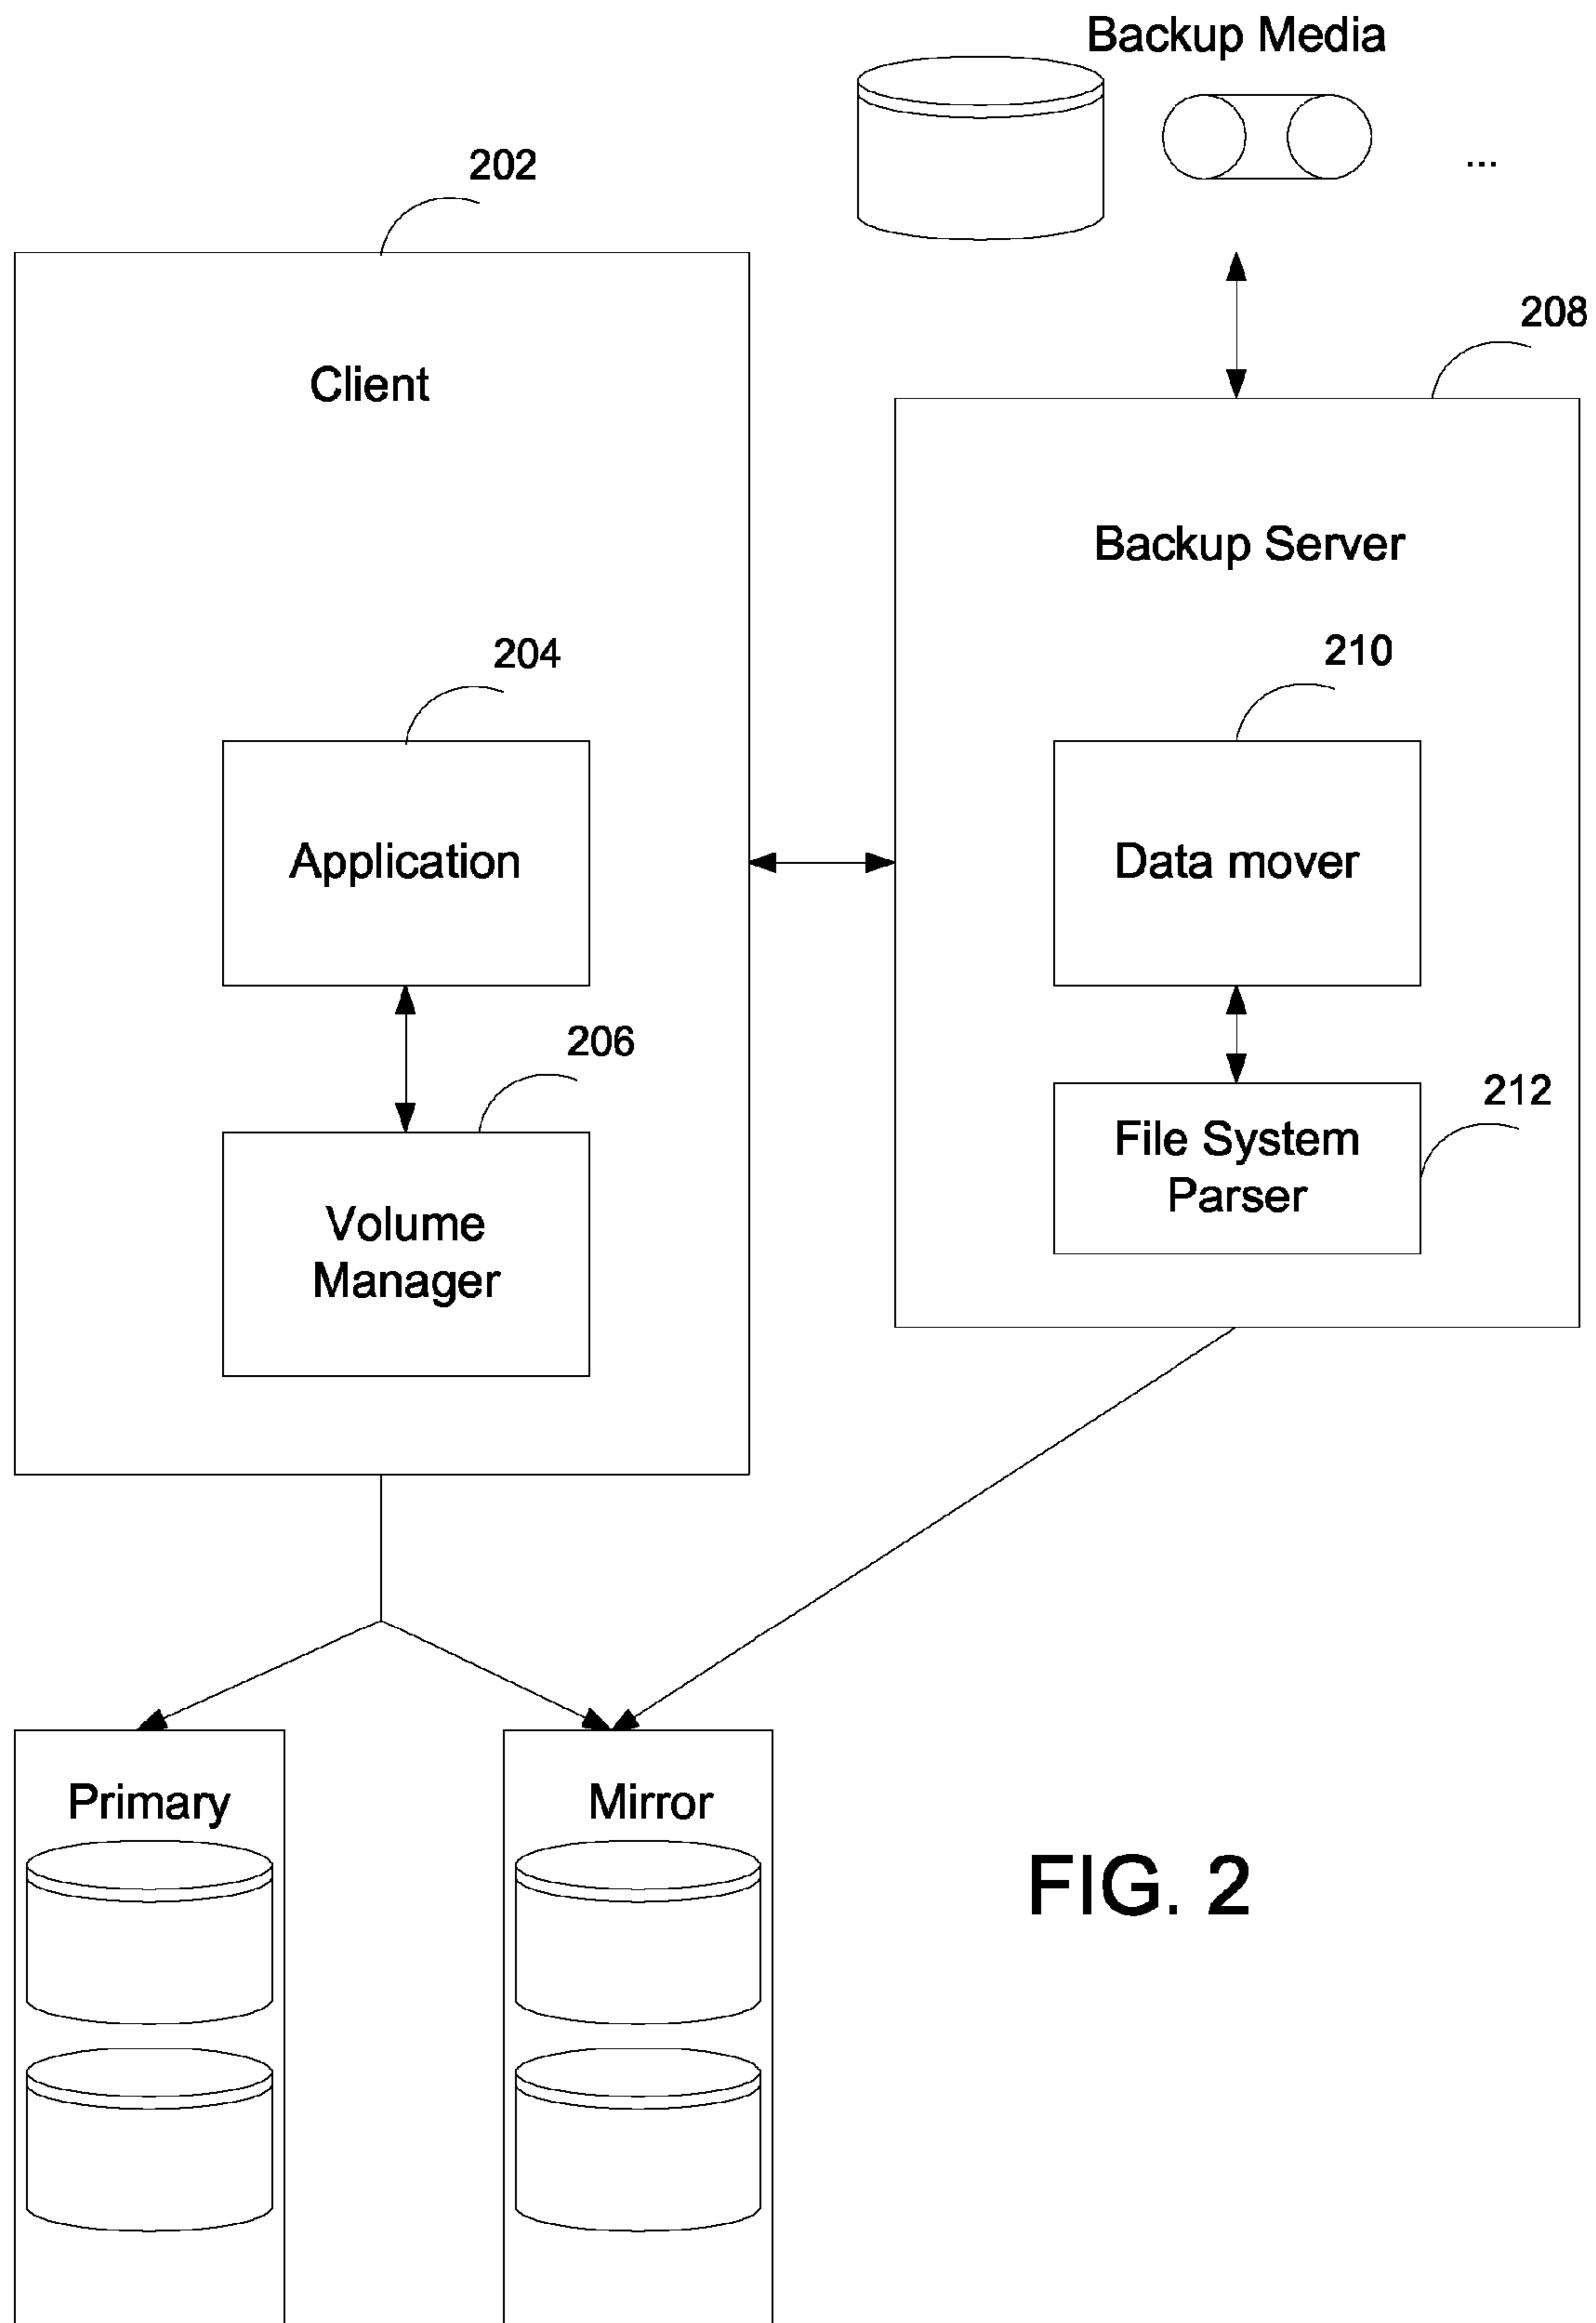 Backup Media
...
202
208
Client
Backup Server
204
210
Application
Data mover
206
212
File System
Parser
Volume
Manager
Primary
Mirror
FIG. 2